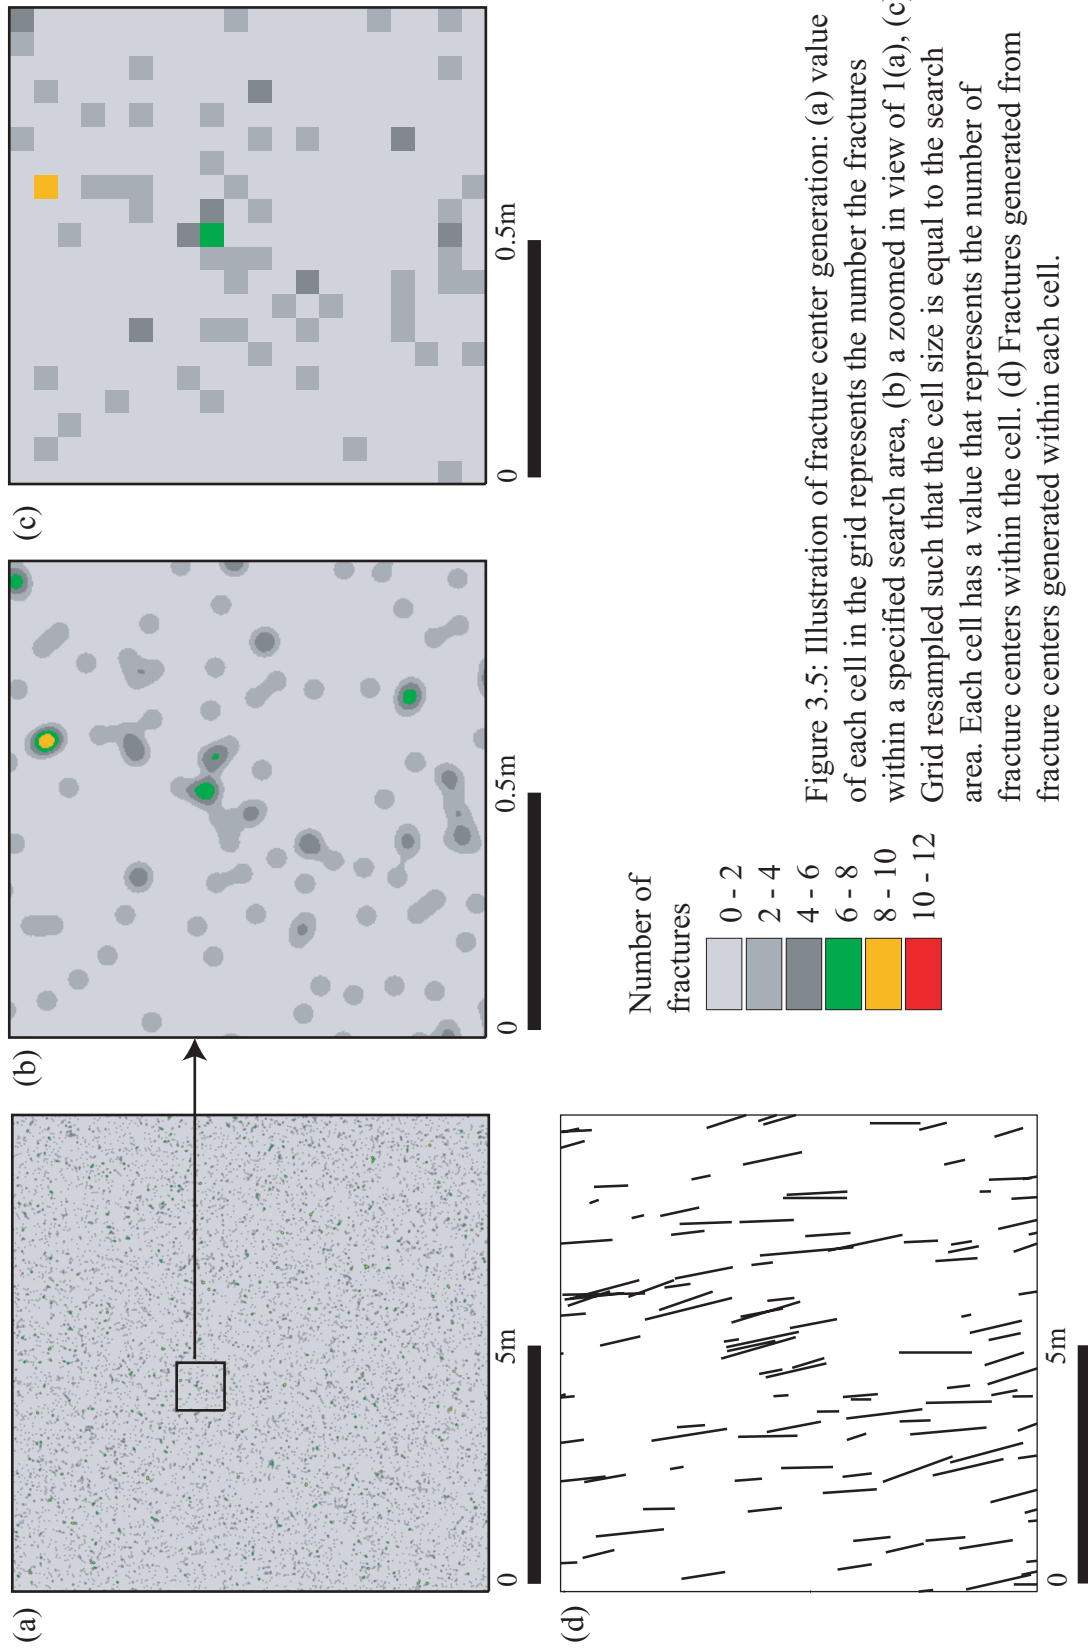 (a)
0
5m
(b)
0
0.5m
(c)
0
0.5m
(d)
0
5m
Number of
fractures
0 - 2
2 - 4
4 - 6
6 - 8
8 - 10
10 - 12
Figure 3.5: Illustration of fracture center generation: (a) value
of each cell in the grid represents the number the fractures
within a specified search area, (b) a zoomed in view of 1(a), (c)
Grid resampled such that the cell size is equal to the search
area. Each cell has a value that represents the number of
fracture centers within the cell. (d) Fractures generated from
fracture centers generated within each cell.